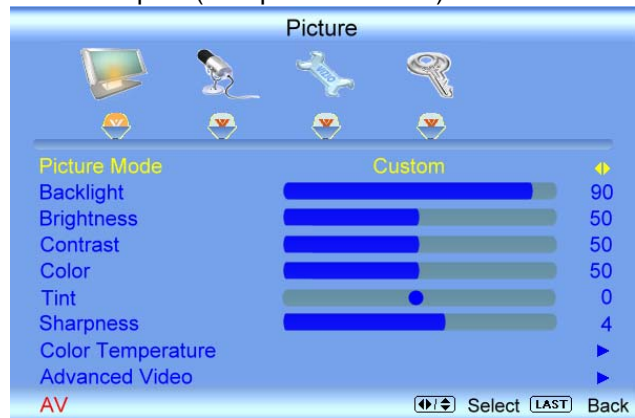 Picture
VIZIO
Picture Mode Custom
Backlight 90
Brightness 50
Contrast 50
Color 50
Tint 0
Sharpness 4
Color Temperature
Advanced Video
AV Select LAST Back